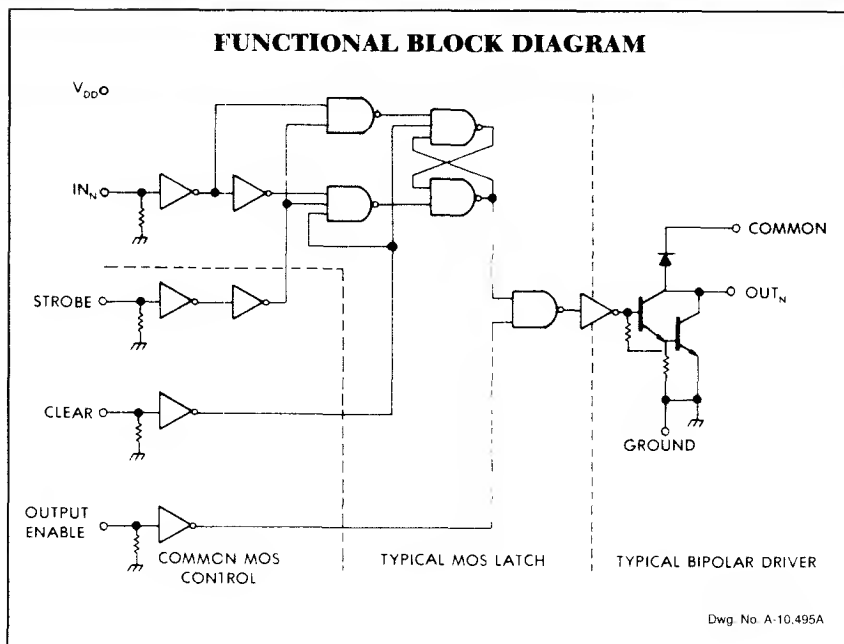 FUNCTIONAL BLOCK DIAGRAM
VDD
INN
COMMON
OUTN
STROBE
CLEAR
GROUND
OUTPUT
ENABLE
COMMON MOS
CONTROL
TYPICAL MOS LATCH
TYPICAL BIPOLAR DRIVER
Dwg. No. A-10,495A